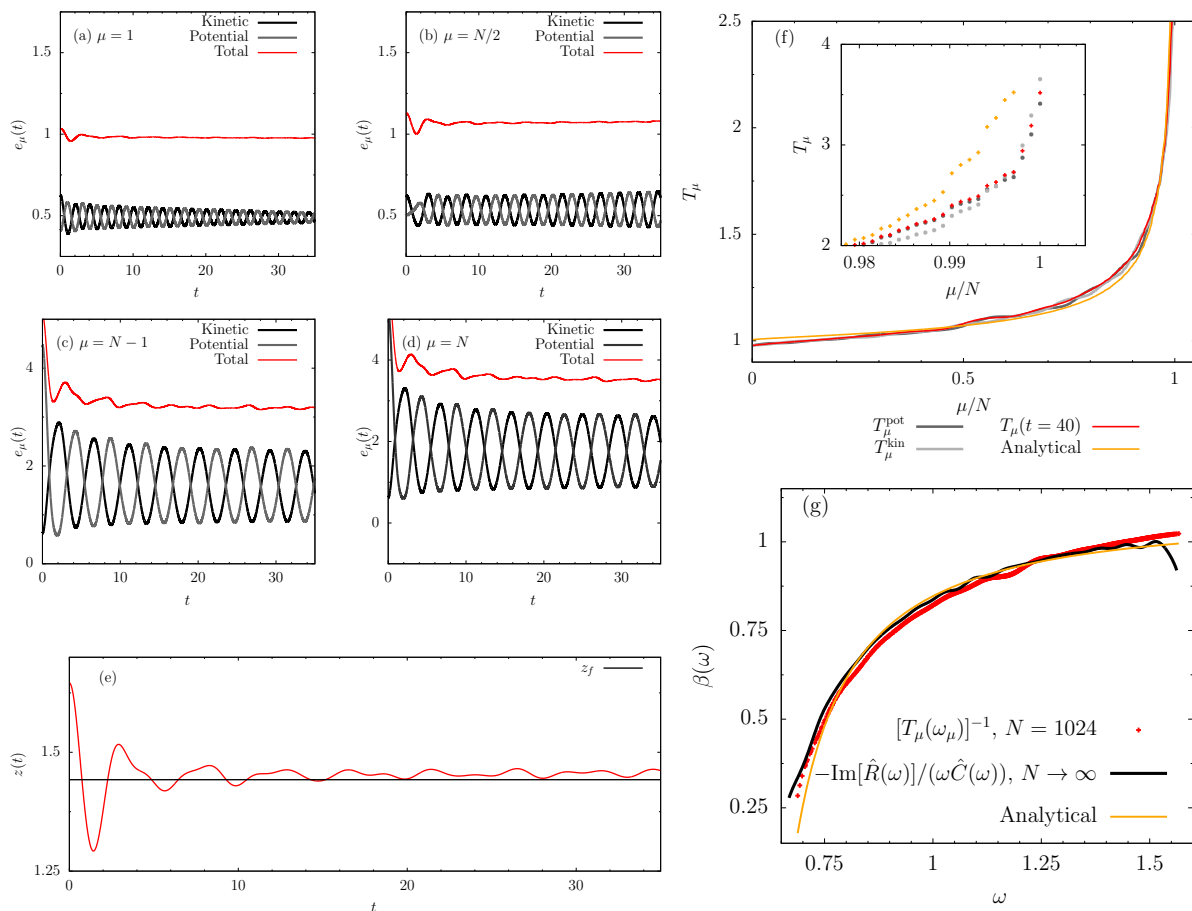 (a) μ = 1
Kinetic
Potential
Total
1.5
1
0.5
e_μ(t)
0 10 20 30
t
(b) μ = N/2
Kinetic
Potential
Total
1.5
1
0.5
e_μ(t)
0 10 20 30
t
(c) μ = N − 1
Kinetic
Potential
Total
4
2
0
e_μ(t)
0 10 20 30
t
(d) μ = N
Kinetic
Potential
Total
4
2
0
e_μ(t)
0 10 20 30
t
(e)
z_f
1.5
1.25
z(t)
0 10 20 30
t
(f)
2.5
2
1.5
1
T_μ
0 0.5 1
μ/N
4
3
2
T_μ
0.98 0.99 1
μ/N
T_μ^pot
T_μ^kin
T_μ(t = 40)
Analytical
(g)
1
0.75
0.5
0.25
β(ω)
[T_μ(ω_μ)]^−1, N = 1024
−Im[R̂(ω)]/(ωĈ(ω)), N → ∞
Analytical
0.75 1 1.25 1.5
ω